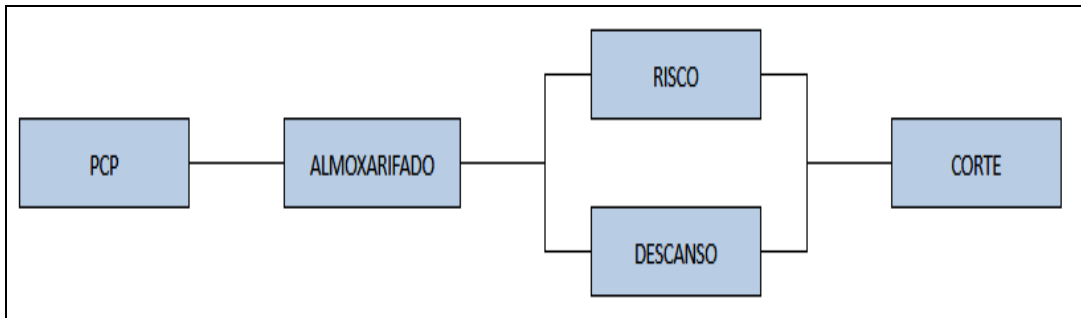 PCP
ALMOXARIFADO
RISCO
DESCANSO
CORTE